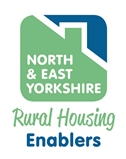 NORTH
& EAST
YORKSHIRE
Rural Housing
Enablers